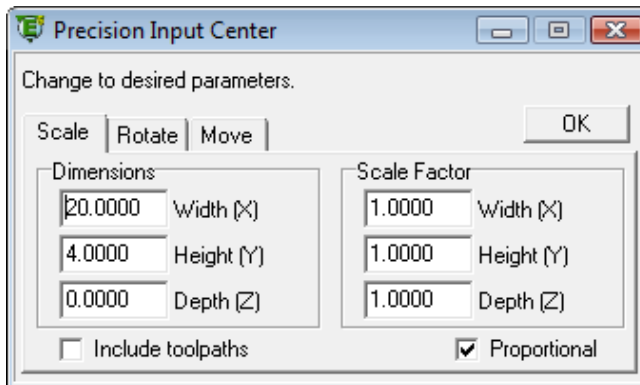 Precision Input Center
Change to desired parameters.
OK
Scale Rotate Move
Dimensions Scale Factor
20.0000 Width (X) 1.0000 Width (X)
4.0000 Height (Y) 1.0000 Height (Y)
0.0000 Depth (Z) 1.0000 Depth (Z)
Include toolpaths Proportional